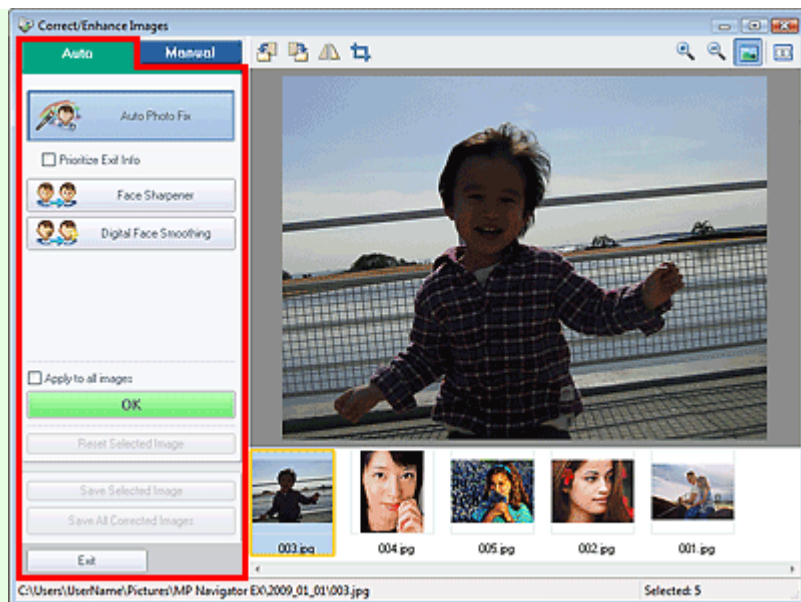 Correct/Enhance Images
Auto
Manual
Auto Photo Fix
Prioritize Exif Info
Face Sharpener
Digital Face Smoothing
Apply to all images
OK
Reset Selected Image
Save Selected Image
Save All Corrected Images
Exit
003.jpg
004.jpg
005.jpg
002.jpg
001.jpg
C:\Users\UserName\Pictures\MP Navigator EX\2009_01_01\003.jpg
Selected: 5